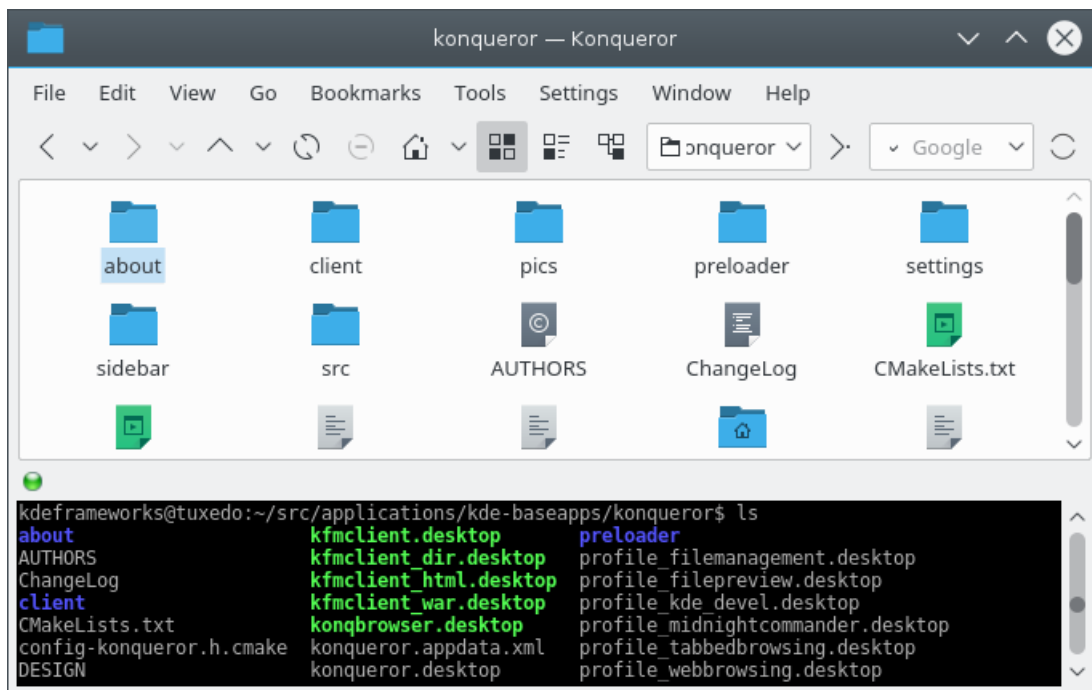 konqueror — Konqueror
File Edit View Go Bookmarks Tools Settings Window Help
onqueror Google
about client pics preloader settings
sidebar src AUTHORS ChangeLog CMakeLists.txt
kdeframeworks@tuxedo:~/src/applications/kde-baseapps/konqueror$ ls
about kfmclient.desktop preloader
AUTHORS kfmclient_dir.desktop profile_filemanagement.desktop
ChangeLog kfmclient_html.desktop profile_filepreview.desktop
client kfmclient_war.desktop profile_kde_devel.desktop
CMakeLists.txt konqbrowser.desktop profile_midnightcommander.desktop
config-konqueror.h.cmake konqueror.appdata.xml profile_tabbedbrowsing.desktop
DESIGN konqueror.desktop profile_webbrowsing.desktop